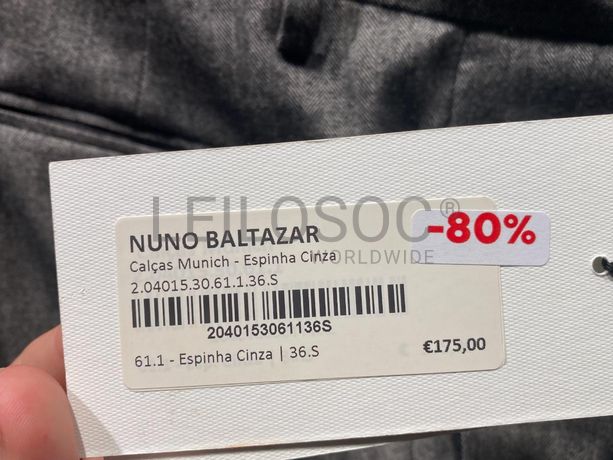 LEILOSOC®
WORLDWIDE
NUNO BALTAZAR
-80%
Calças Munich - Espinha Cinza
2.04015.30.61.1.36.S
2040153061136S
€175,00
61.1 - Espinha Cinza | 36.S